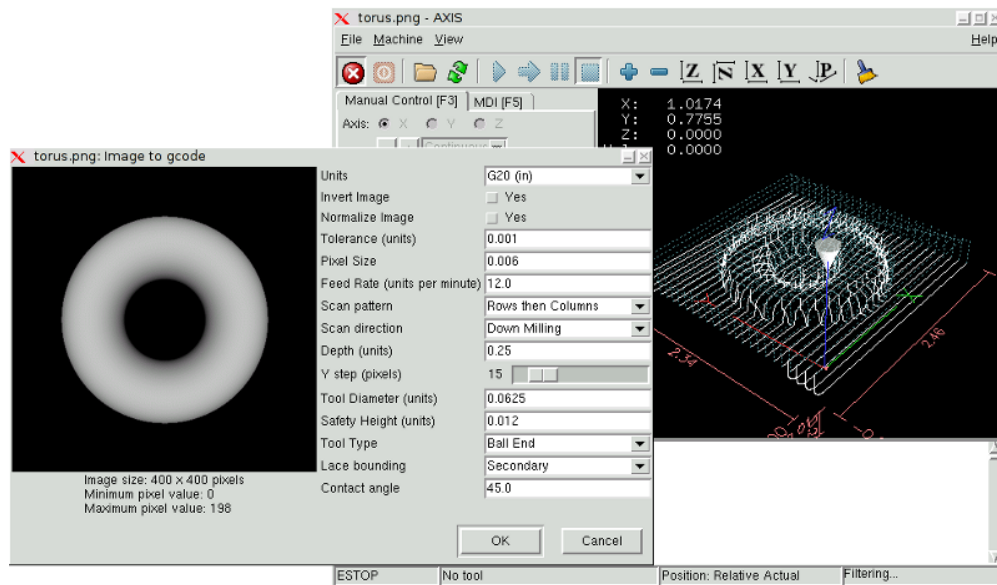 torus.png - AXIS
File Machine View Help
Manual Control [F3] MDI [F5]
Axis: X Y Z
Continuous
X: 1.0174
Y: 0.7755
Z: 0.0000
0.0000
2.34
2.46
torus.png: Image to gcode
Units G20 (in)
Invert Image Yes
Normalize Image Yes
Tolerance (units) 0.001
Pixel Size 0.006
Feed Rate (units per minute) 12.0
Scan pattern Rows then Columns
Scan direction Down Milling
Depth (units) 0.25
Y step (pixels) 15
Tool Diameter (units) 0.0625
Safety Height (units) 0.012
Tool Type Ball End
Lace bounding Secondary
Contact angle 45.0
Image size: 400 x 400 pixels
Minimum pixel value: 0
Maximum pixel value: 198
OK Cancel
ESTOP No tool Position: Relative Actual Filtering...